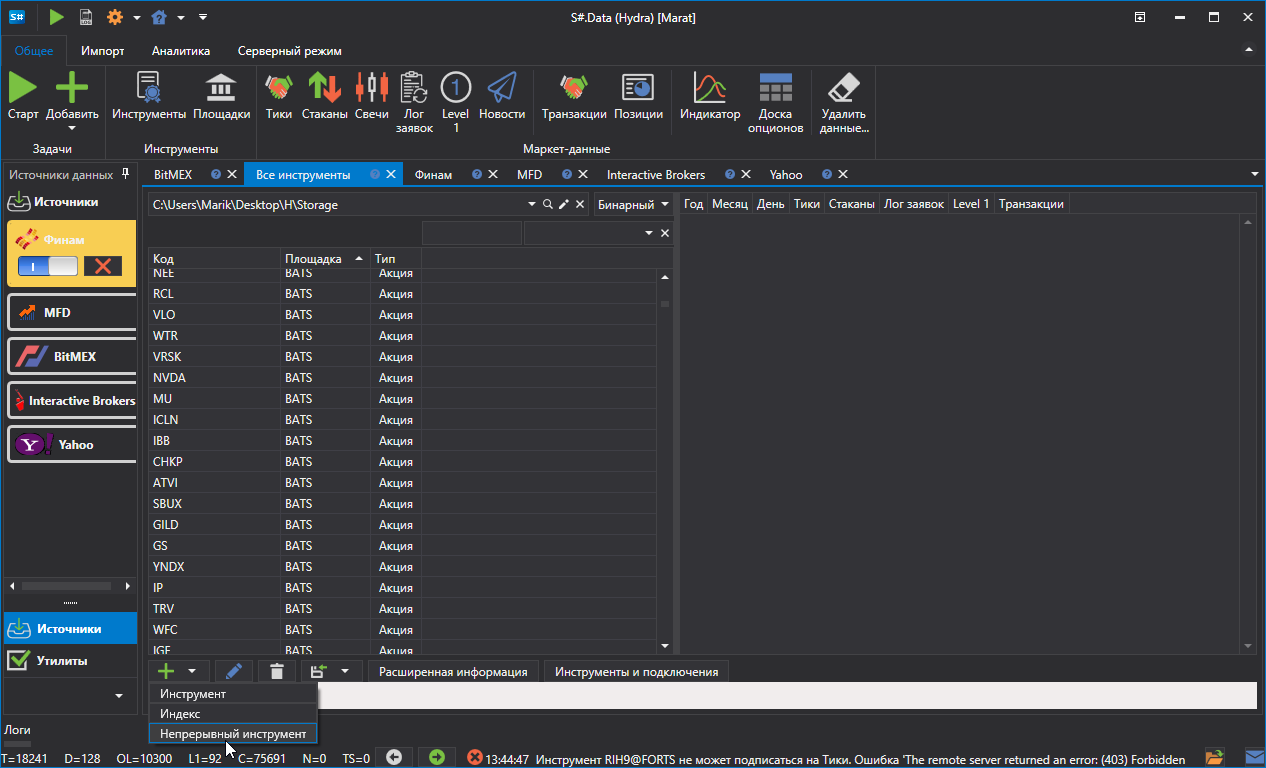 S#
LOG
S#.Data (Hydra) [Marat]
Общее Импорт Аналитика Серверный режим
Старт Добавить Инструменты Площадки Тики Стаканы Свечи Лог заявок Level 1 Новости Транзакции Позиции Индикатор Доска опционов Удалить данные...
Задачи Инструменты Маркет-данные
Источники данных
BitMEX Все инструменты Финам MFD Interactive Brokers Yahoo
Источники
Финам
MFD
BitMEX
Interactive Brokers
Yahoo
Источники
Утилиты
C:\Users\Marik\Desktop\H\Storage Бинарный
Код Площадка Тип
NEE BATS Акция
RCL BATS Акция
VLO BATS Акция
WTR BATS Акция
VRSK BATS Акция
NVDA BATS Акция
MU BATS Акция
ICLN BATS Акция
IBB BATS Акция
CHKP BATS Акция
ATVI BATS Акция
SBUX BATS Акция
GILD BATS Акция
GS BATS Акция
YNDX BATS Акция
IP BATS Акция
TRV BATS Акция
WFC BATS Акция
IGF BATS Акция
Год Месяц День Тики Стаканы Лог заявок Level 1 Транзакции
Расширенная информация Инструменты и подключения
Инструмент
Индекс
Непрерывный инструмент
Логи
T=18241 D=128 OL=10300 L1=92 C=75691 N=0 TS=0 13:44:47 Инструмент RIH9@FORTS не может подписаться на Тики. Ошибка 'The remote server returned an error: (403) Forbidden